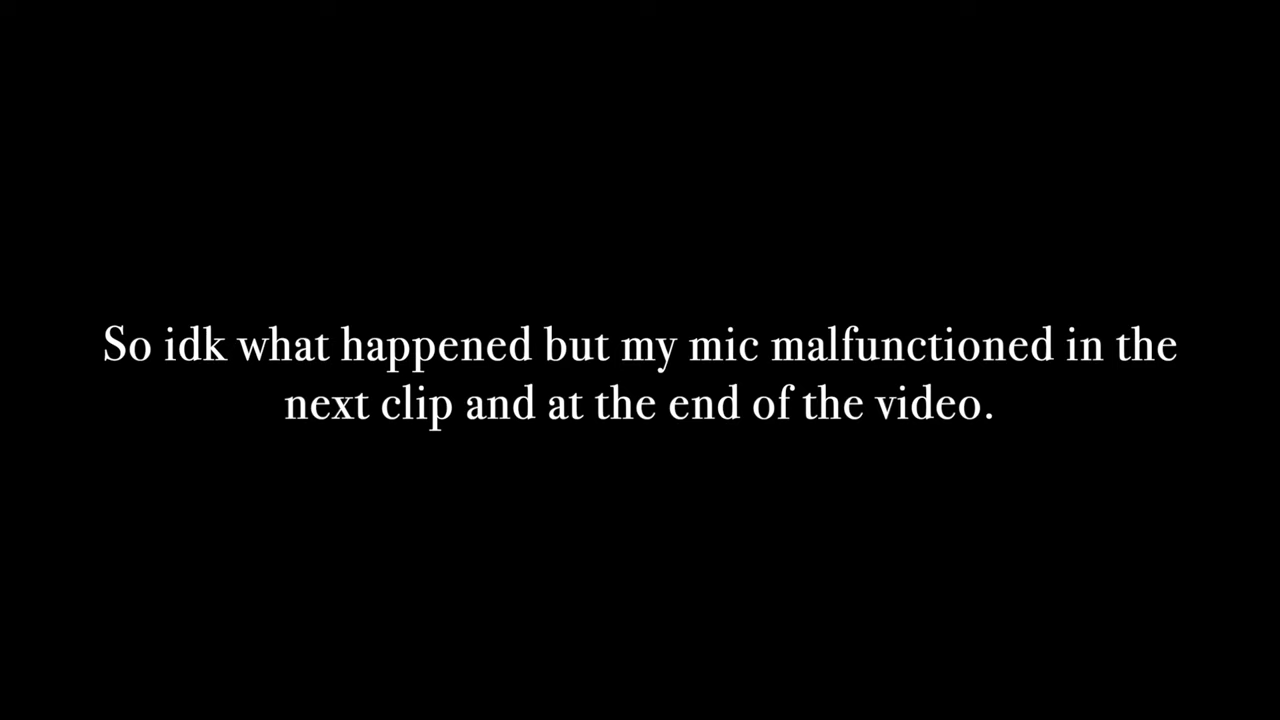 So idk what happened but my mic malfunctioned in the
next clip and at the end of the video.